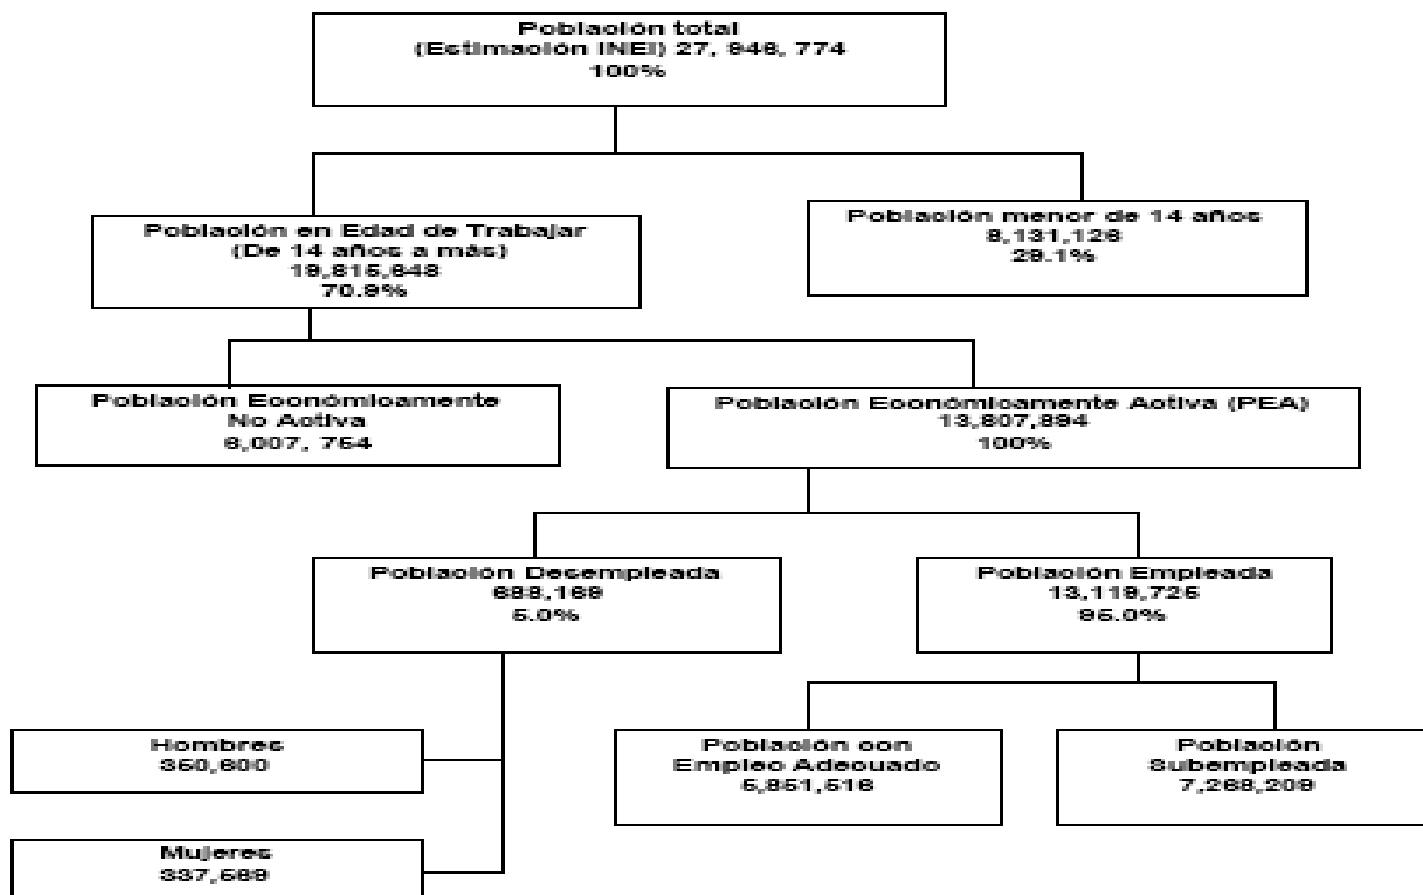 Población total
(Estimación INEI) 27, 946, 774
100%
Población en Edad de Trabajar
(De 14 años a más)
19,815,648
70.9%
Población menor de 14 años
8,131,126
29.1%
Población Económicamente
No Activa
6,007, 754
Población Económicamente Activa (PEA)
13,807,894
100%
Población Desempleada
688,169
5.0%
Población Empleada
13,119,725
95.0%
Hombres
350,600
Población con
Empleo Adecuado
5,851,516
Población
Subempleada
7,268,209
Mujeres
337,569